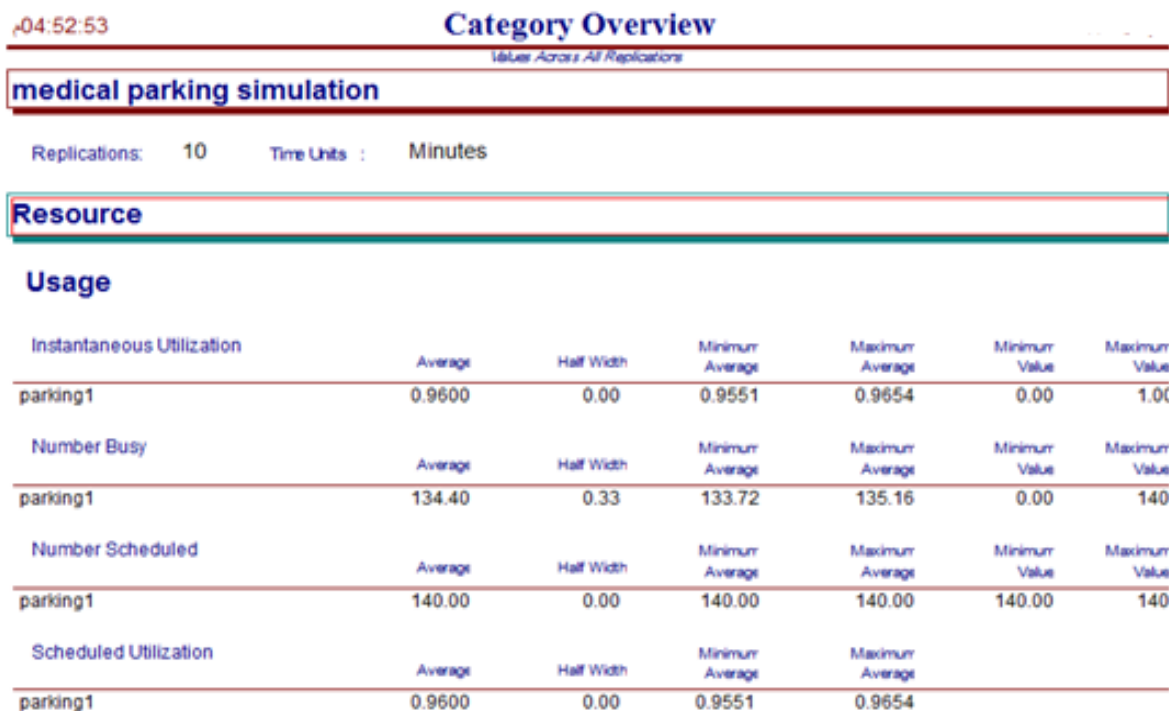 04:52:53م
Category Overview
Values Across All Replications
medical parking simulation
Replications: 10 Time Units : Minutes
Resource
Usage
Instantaneous Utilization Average Half Width Minimum Average Maximum Average Minimum Value Maximum Value
parking1 0.9600 0.00 0.9551 0.9654 0.00 1.00
Number Busy Average Half Width Minimum Average Maximum Average Minimum Value Maximum Value
parking1 134.40 0.33 133.72 135.16 0.00 140
Number Scheduled Average Half Width Minimum Average Maximum Average Minimum Value Maximum Value
parking1 140.00 0.00 140.00 140.00 140.00 140
Scheduled Utilization Average Half Width Minimum Average Maximum Average
parking1 0.9600 0.00 0.9551 0.9654